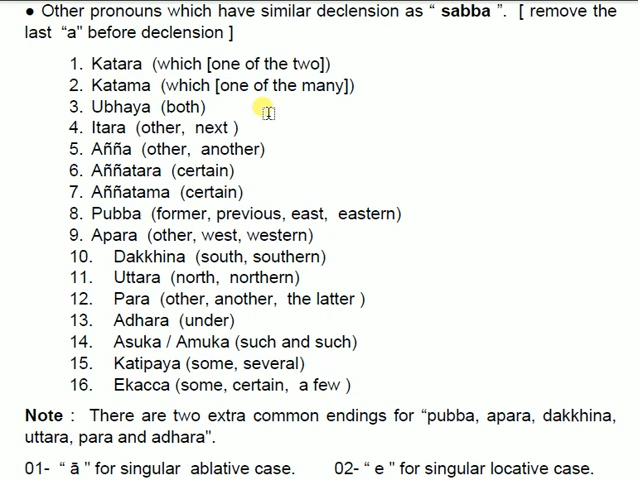 ● Other pronouns which have similar declension as “ sabba ”. [ remove the
last “a” before declension ]
1. Katara (which [one of the two])
2. Katama (which [one of the many])
3. Ubhaya (both)
4. Itara (other, next )
5. Añña (other, another)
6. Aññatara (certain)
7. Aññatama (certain)
8. Pubba (former, previous, east, eastern)
9. Apara (other, west, western)
10. Dakkhina (south, southern)
11. Uttara (north, northern)
12. Para (other, another, the latter )
13. Adhara (under)
14. Asuka / Amuka (such and such)
15. Katipaya (some, several)
16. Ekacca (some, certain, a few )
Note : There are two extra common endings for “pubba, apara, dakkhina,
uttara, para and adhara”.
01- “ ā ” for singular ablative case. 02- “ e ” for singular locative case.